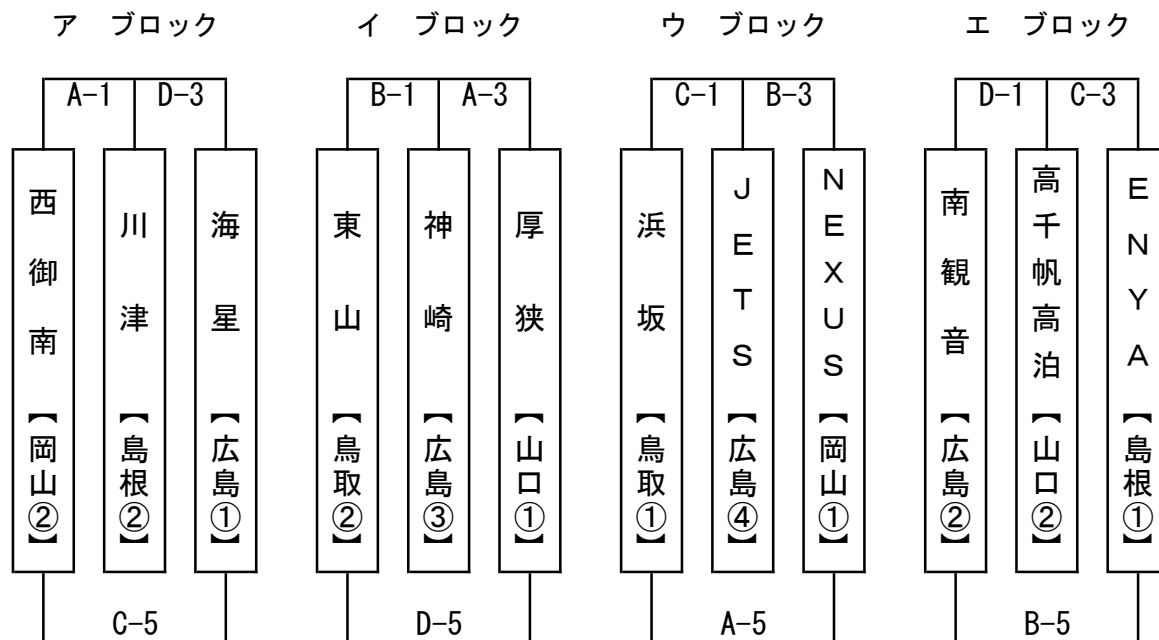 ア ブロック
イ ブロック
ウ ブロック
エ ブロック
A-1
D-3
B-1
A-3
C-1
B-3
D-1
C-3
西御南【岡山②】
川津【島根②】
海星【広島①】
東山【鳥取②】
神崎【広島③】
厚狭【山口①】
浜坂【鳥取①】
JETS【広島④】
NEXUS【岡山①】
南観音【広島②】
高千帆高泊【山口②】
ENYA【島根①】
C-5
D-5
A-5
B-5